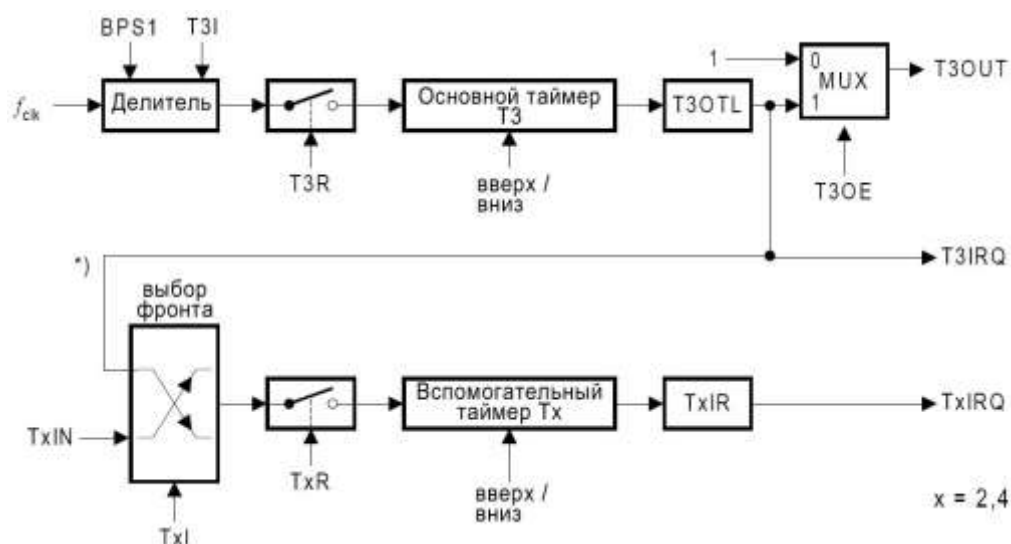 BPS1 T3I
f clk Делитель
T3R
Основной таймер
T3
вверх /
вниз
T3OTL
1
0
MUX
1
T3OUT
T3OE
T3IRQ
*)
выбор
фронта
TxIN
TxI
TxR
Вспомогательный
таймер Tx
вверх /
вниз
TxIR
TxIRQ
x = 2,4